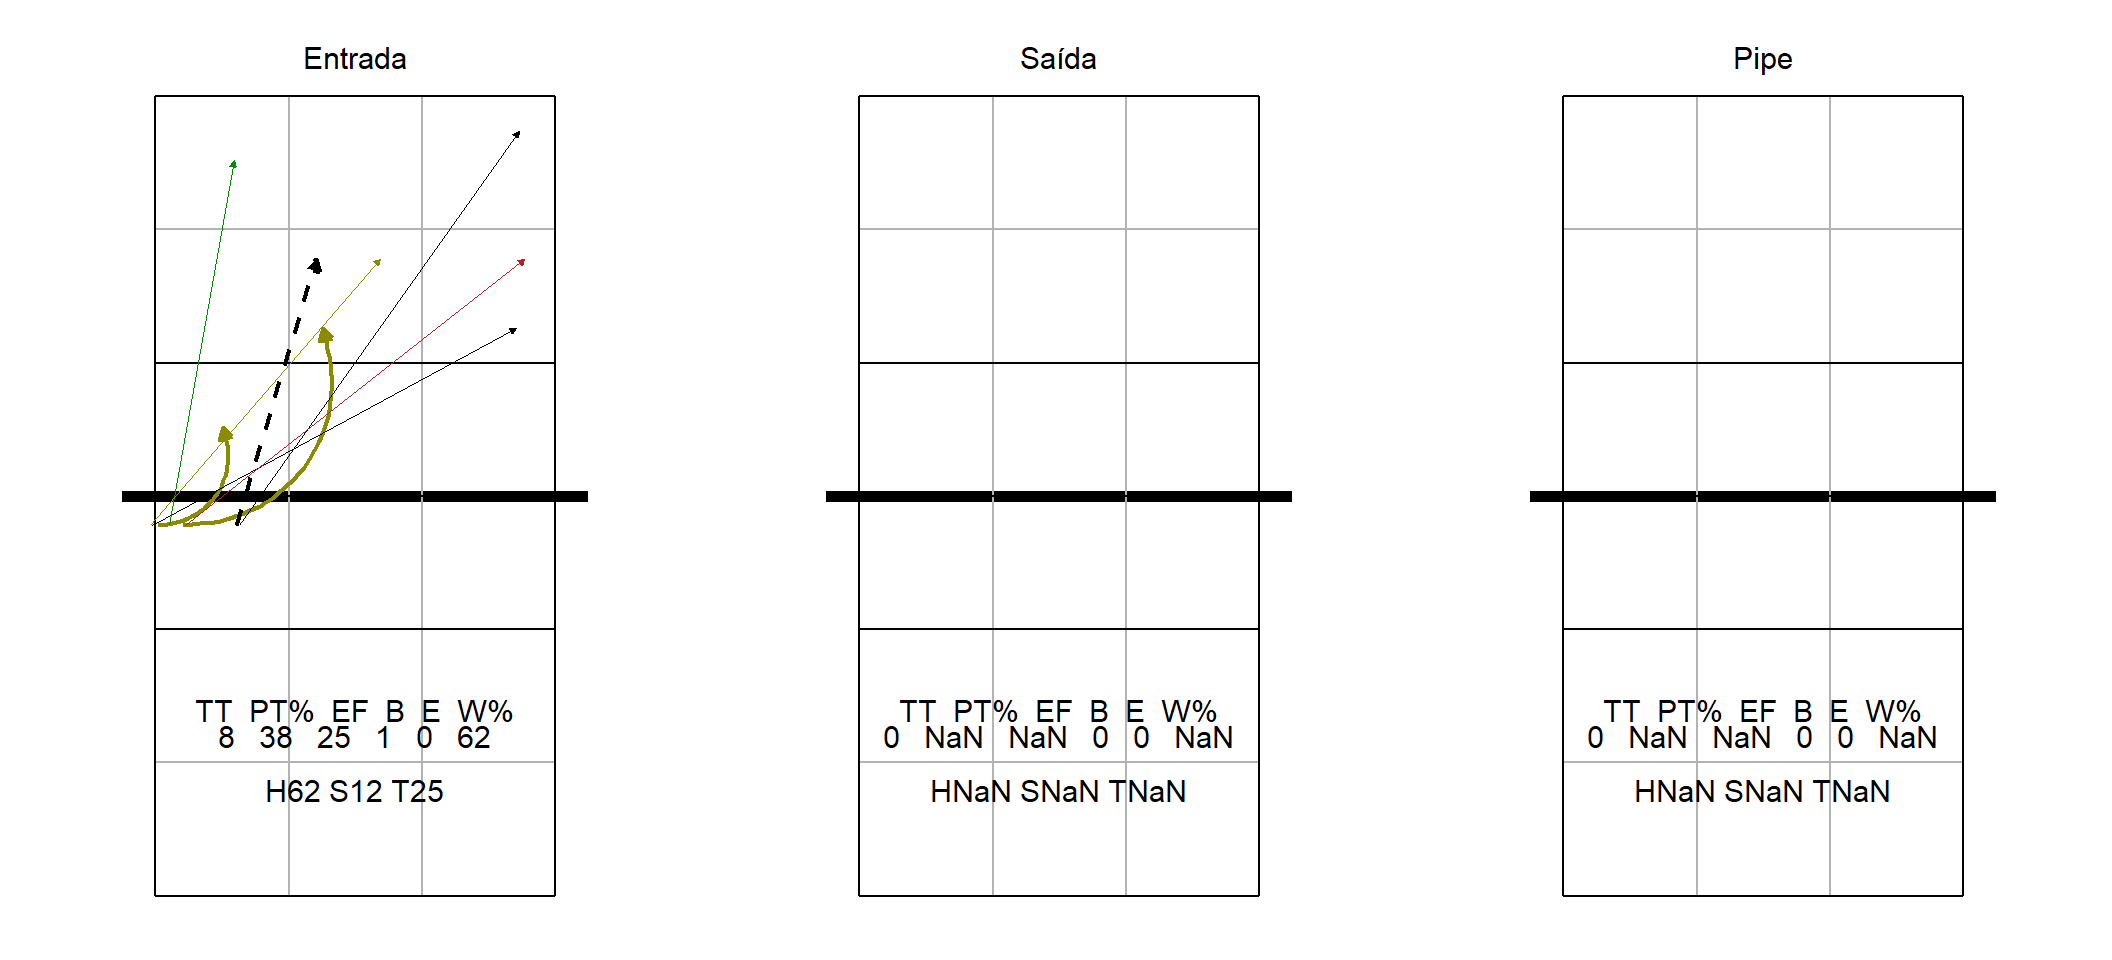 Entrada
TT PT% EF B E W%
8 38 25 1 0 62
H62 S12 T25
Saída
TT PT% EF B E W%
0 NaN NaN 0 0 NaN
HNaN SNaN TNaN
Pipe
TT PT% EF B E W%
0 NaN NaN 0 0 NaN
HNaN SNaN TNaN